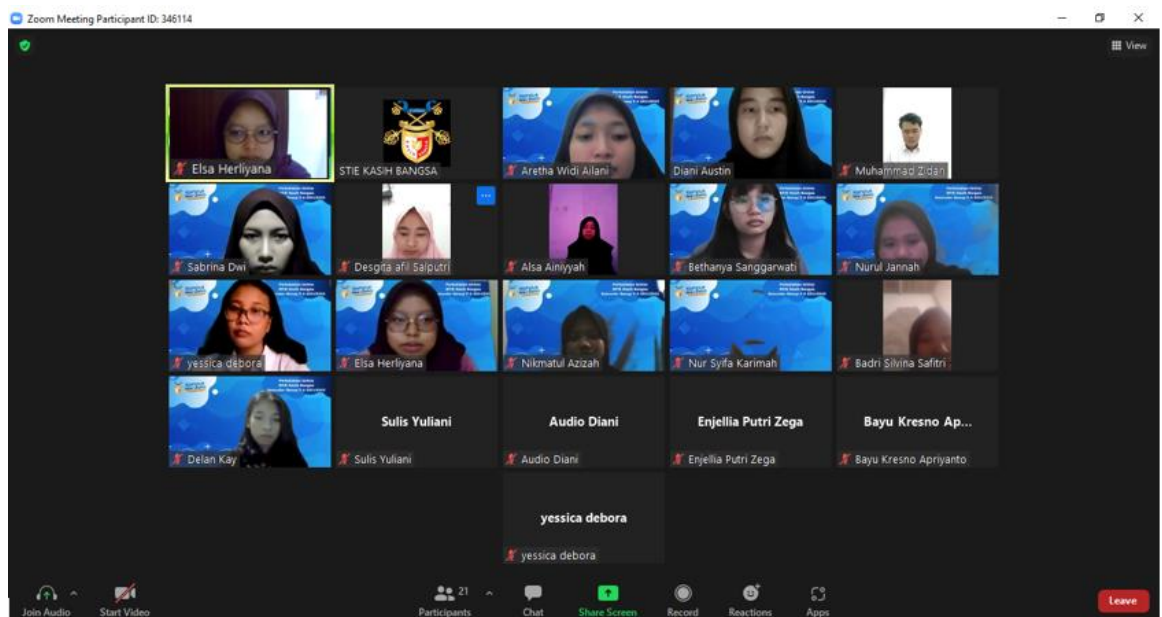 Zoom Meeting Participant ID: 346114
View
Elsa Herliyana
STIE KASIH BANGSA
Aretha Widi Ailani
Diani Austin
Muhammad Zidan
Sabrina Dwi
Desgita afil Salputri
Alsa Ainiyyah
Bethanya Sanggarwati
Nurul Jannah
yessica debora
Elsa Herliyana
Nikmatul Azizah
Nur Syifa Karimah
Badri Silvina Safitri
Delan Kay
Sulis Yuliani
Sulis Yuliani
Audio Diani
Audio Diani
Enjellia Putri Zega
Enjellia Putri Zega
Bayu Kresno Ap...
Bayu Kresno Apriyanto
yessica debora
yessica debora
Join Audio
Start Video
21
Participants
Chat
Share Screen
Record
Reactions
Apps
Leave